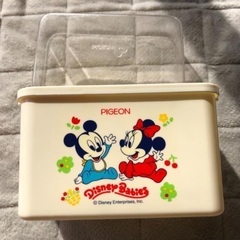 PIGEON
Disney Babies
© Disney Enterprises, Inc.